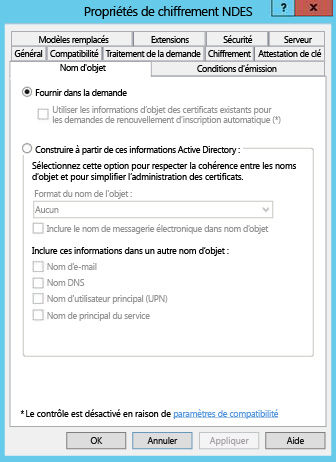 Propriétés de chiffrement NDES
?
x
Modèles remplacés
Extensions
Sécurité
Serveur
Général
Compatibilité
Traitement de la demande
Chiffrement
Attestation de clé
Nom d'objet
Conditions d'émission
Fournir dans la demande
Utiliser les informations d'objet des certificats existants pour
les demandes de renouvellement d'inscription automatique (*)
Construire à partir de ces informations Active Directory :
Sélectionnez cette option pour respecter la cohérence entre les noms
d'objet et pour simplifier l'administration des certificats.
Format du nom de l'objet :
Aucun
Inclure le nom de messagerie électronique dans nom d'objet
Inclure ces informations dans un autre nom d'objet :
Nom d'e-mail
Nom DNS
Nom d'utilisateur principal (UPN)
Nom de principal du service
* Le contrôle est désactivé en raison de paramètres de compatibilité
OK
Annuler
Appliquer
Aide